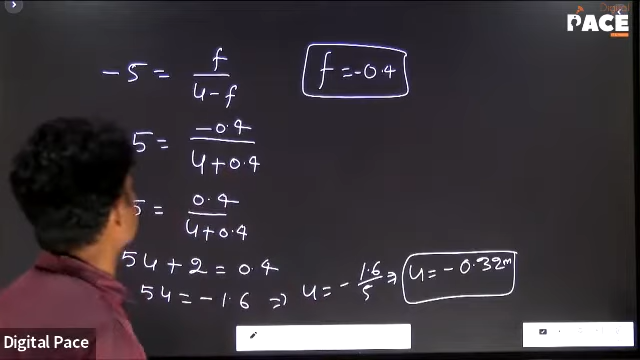 PACE
-5 = f / u-f
f = -0.4
5 = -0.4 / u+0.4
5 = 0.4 / u+0.4
5u + 2 = 0.4
5u = -1.6 ⇒ u = - 1.6 / 5 ⇒ u = -0.32m
Digital Pace